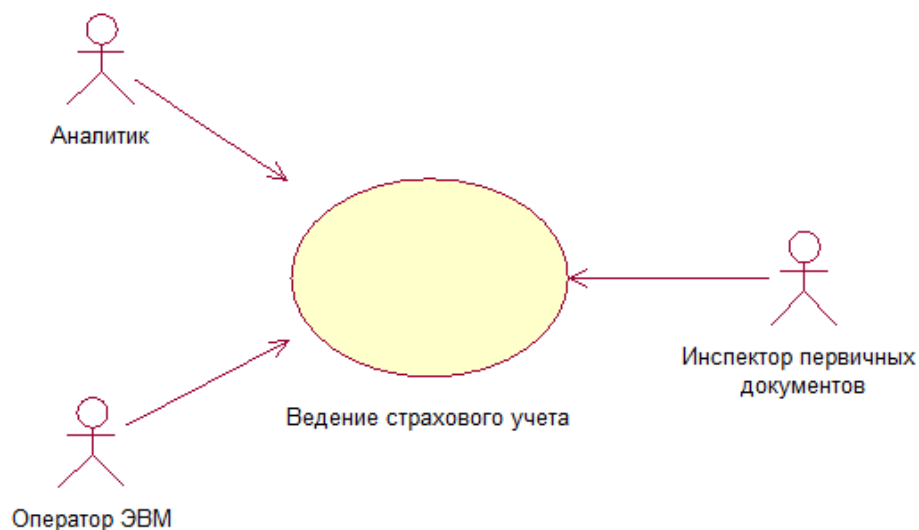 Аналитик
Инспектор первичных
документов
Ведение страхового учета
Оператор ЭВМ